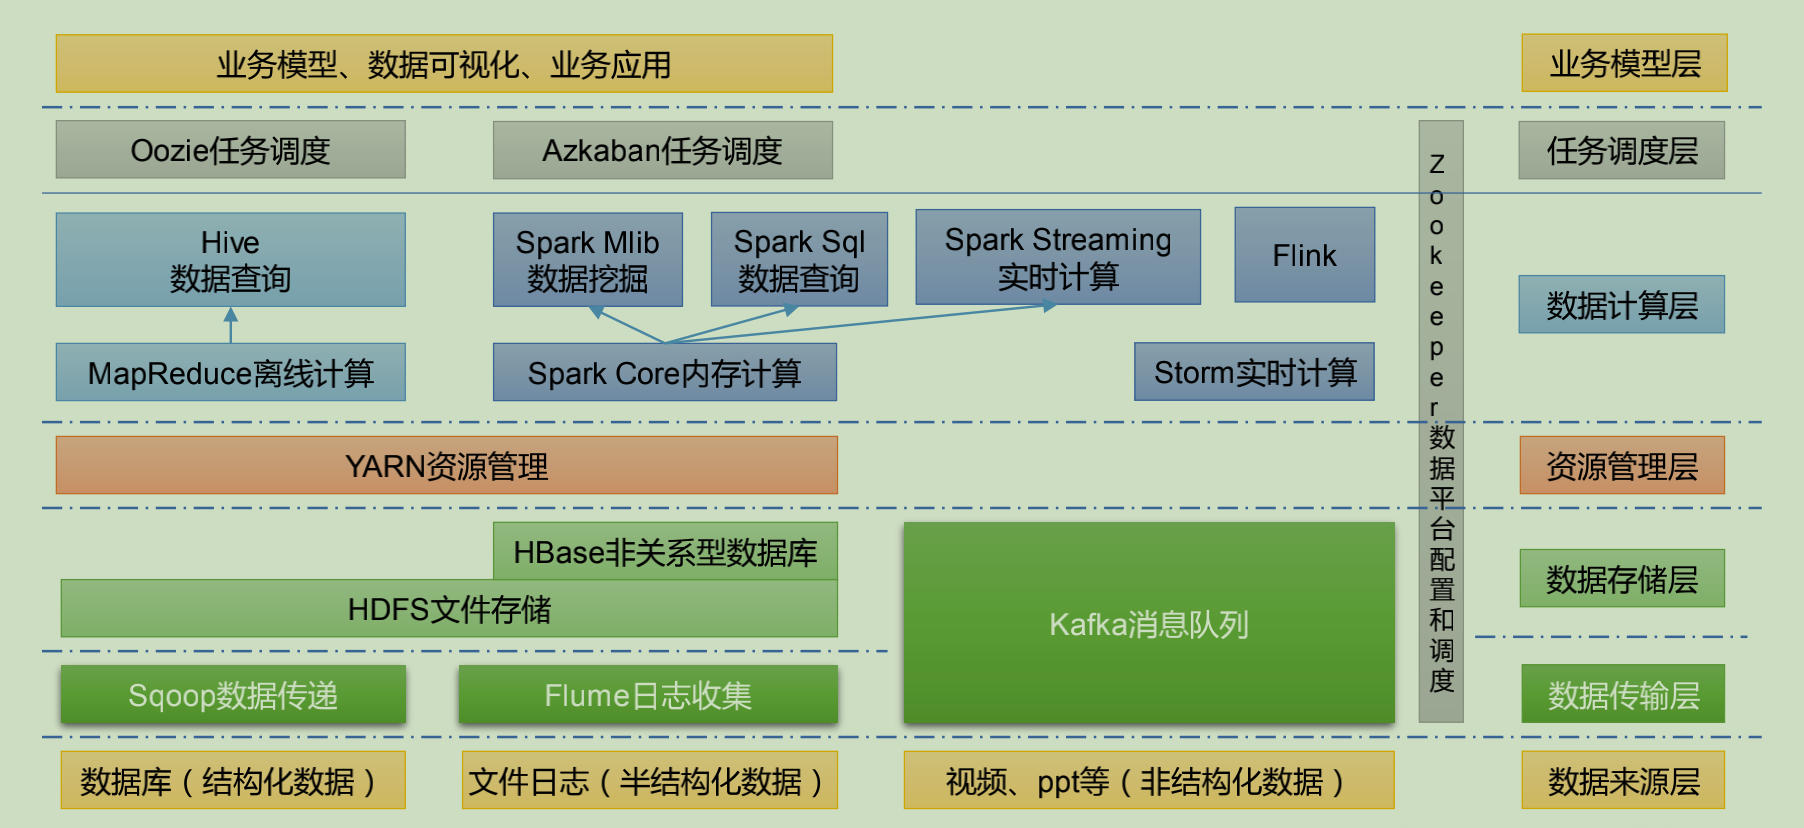 业务模型、数据可视化、业务应用
业务模型层
Oozie任务调度
Azkaban任务调度
任务调度层
Hive
数据查询
Spark Mlib
数据挖掘
Spark Sql
数据查询
Spark Streaming
实时计算
Flink
数据计算层
MapReduce离线计算
Spark Core内存计算
Storm实时计算
Zookeeper数据平台配置和调度
YARN资源管理
资源管理层
HBase非关系型数据库
HDFS文件存储
Kafka消息队列
数据存储层
Sqoop数据传递
Flume日志收集
数据传输层
数据库（结构化数据）
文件日志（半结构化数据）
视频、ppt等（非结构化数据）
数据来源层